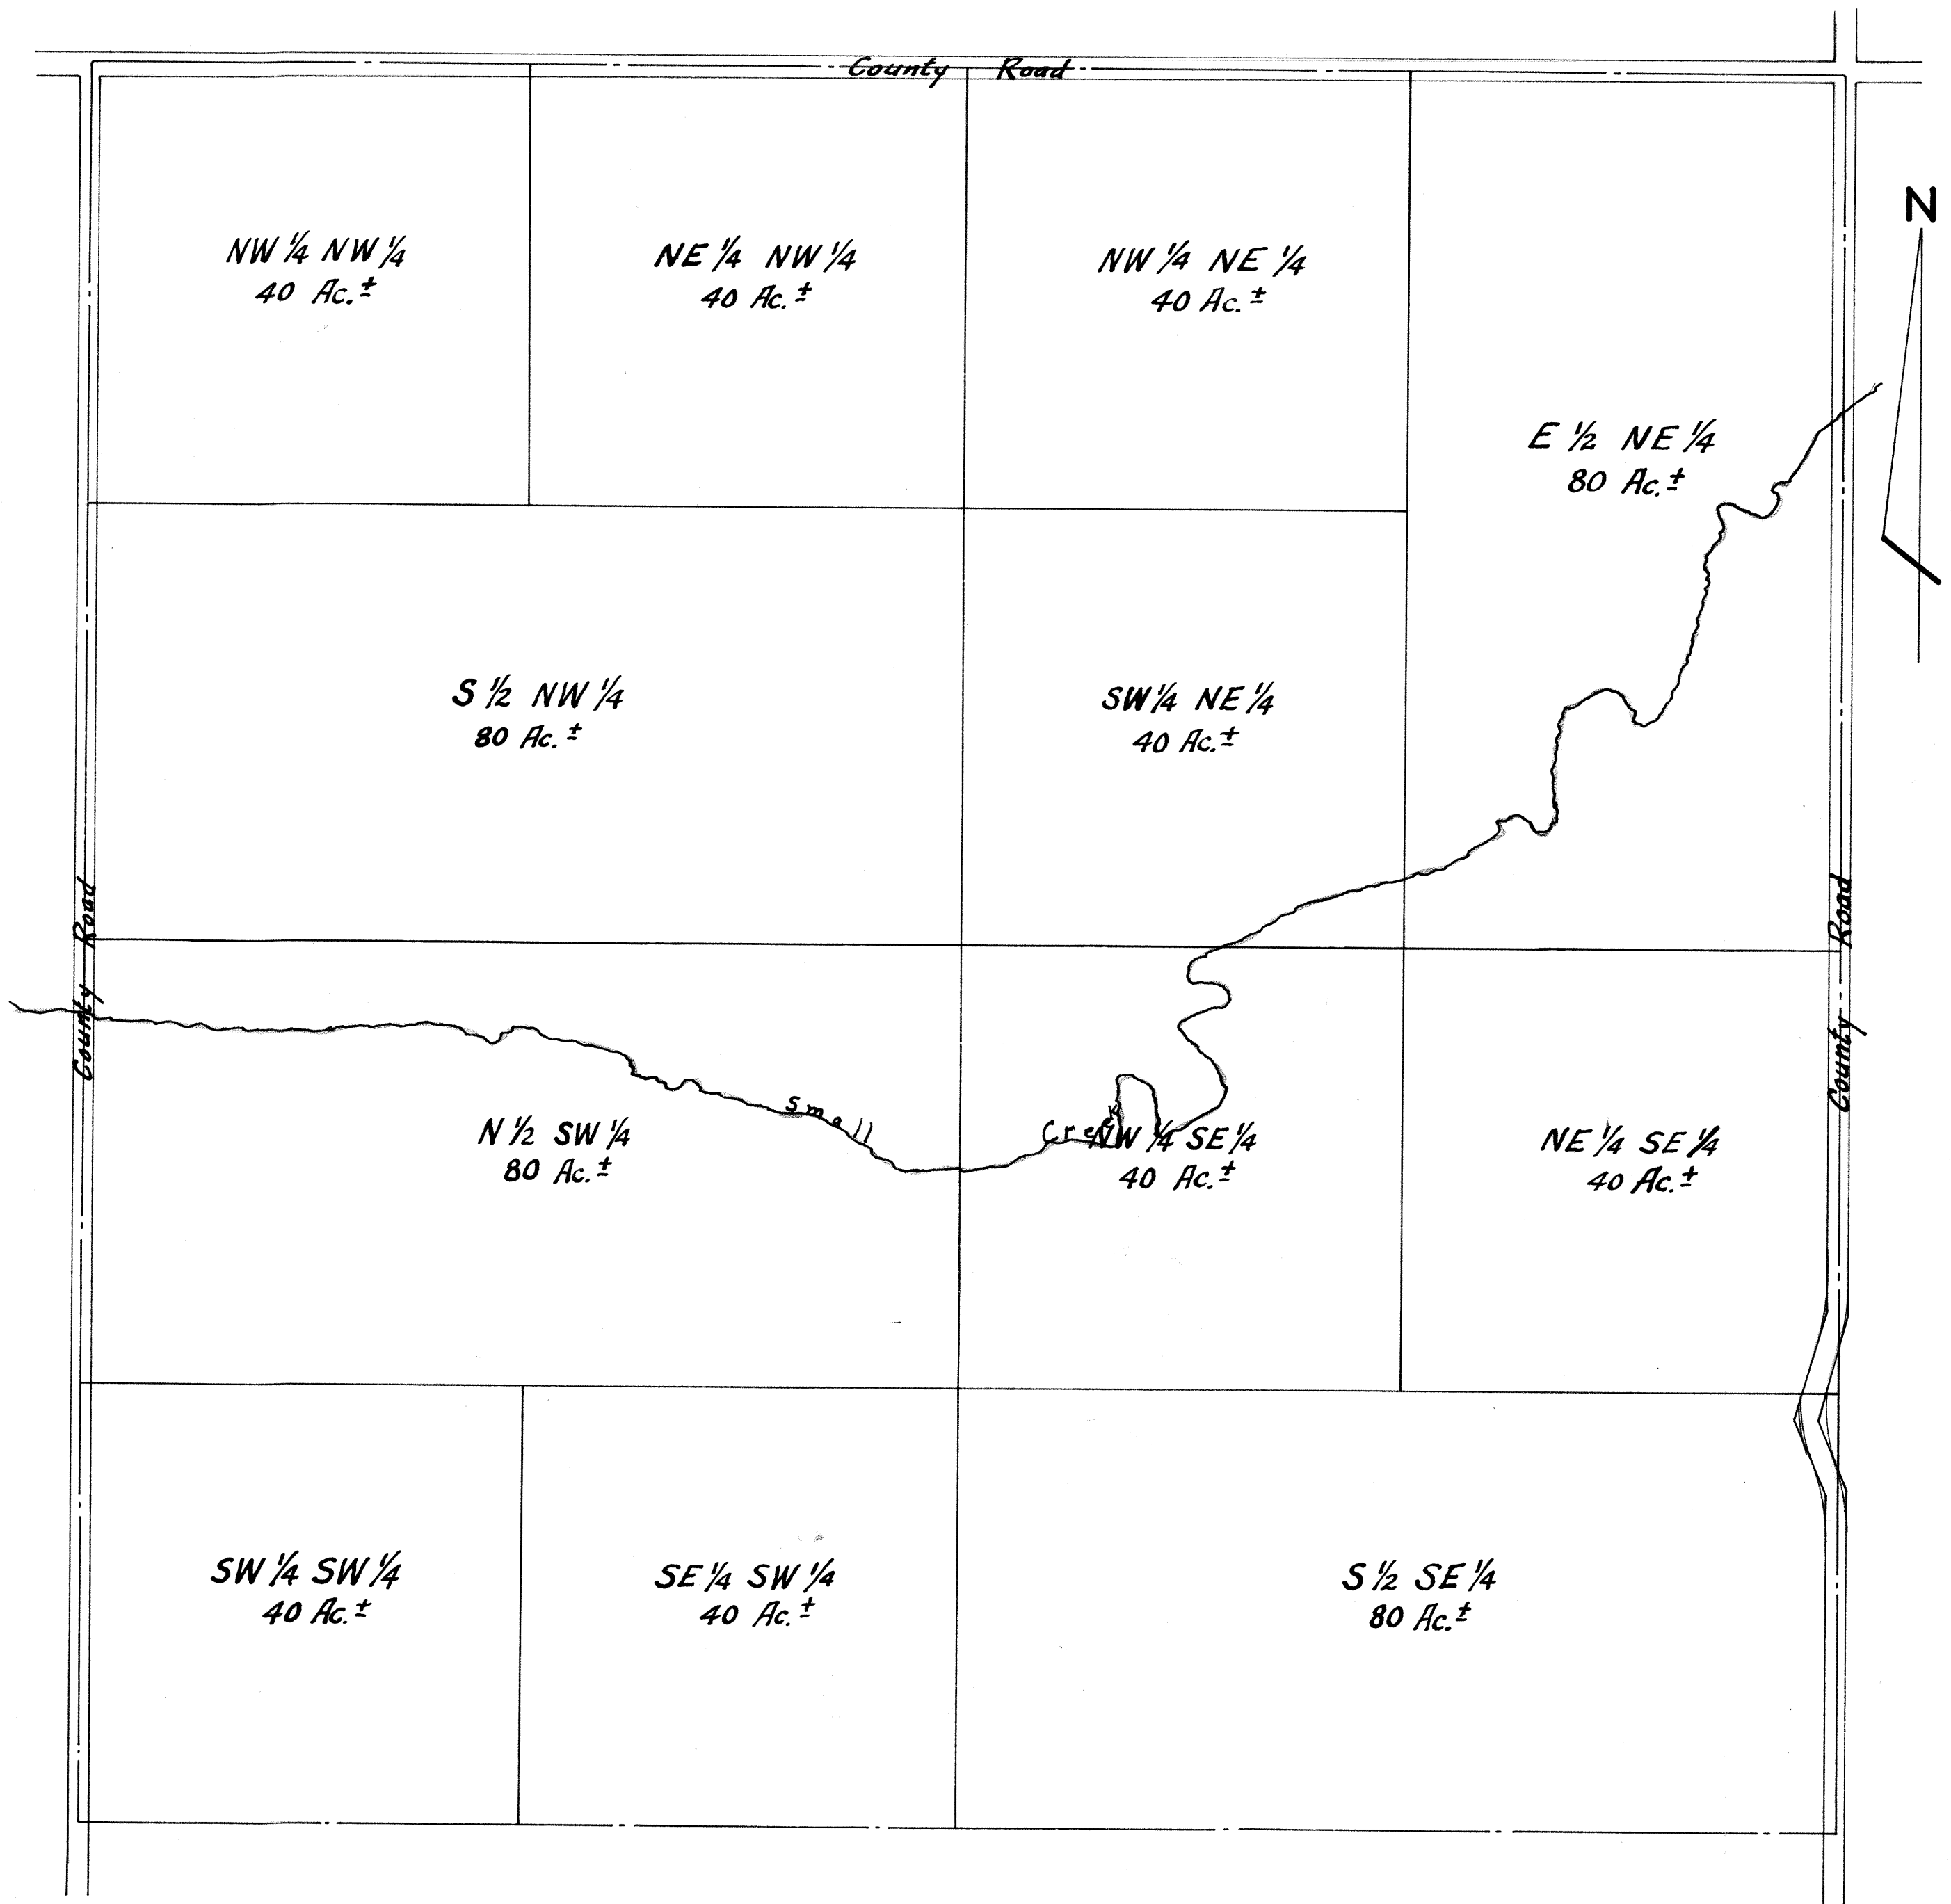 County Road
N
NW ¼ NW ¼
40 Ac. ±
NE ¼ NW ¼
40 Ac. ±
NW ¼ NE ¼
40 Ac. ±
E ½ NE ¼
80 Ac. ±
S ½ NW ¼
80 Ac. ±
SW ¼ NE ¼
40 Ac. ±
County Road
County Road
Small Creek
N ½ SW ¼
80 Ac. ±
NW ¼ SE ¼
40 Ac. ±
NE ¼ SE ¼
40 Ac. ±
SW ¼ SW ¼
40 Ac. ±
SE ¼ SW ¼
40 Ac. ±
S ½ SE ¼
80 Ac. ±